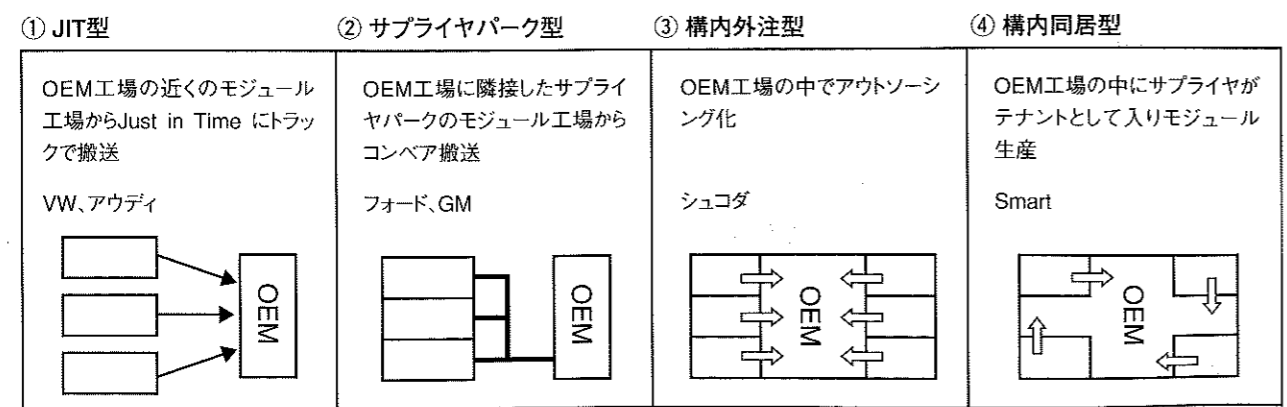 ① JIT型
OEM工場の近くのモジュール
工場からJust in Time にトラッ
クで搬送
VW、アウディ
OEM
② サプライヤパーク型
OEM工場に隣接したサプライ
ヤパークのモジュール工場から
コンベア搬送
フォード、GM
OEM
③ 構内外注型
OEM工場の中でアウトソーシ
ング化
シュコダ
OEM
④ 構内同居型
OEM工場の中にサプライヤが
テナントとして入りモジュール
生産
Smart
OEM